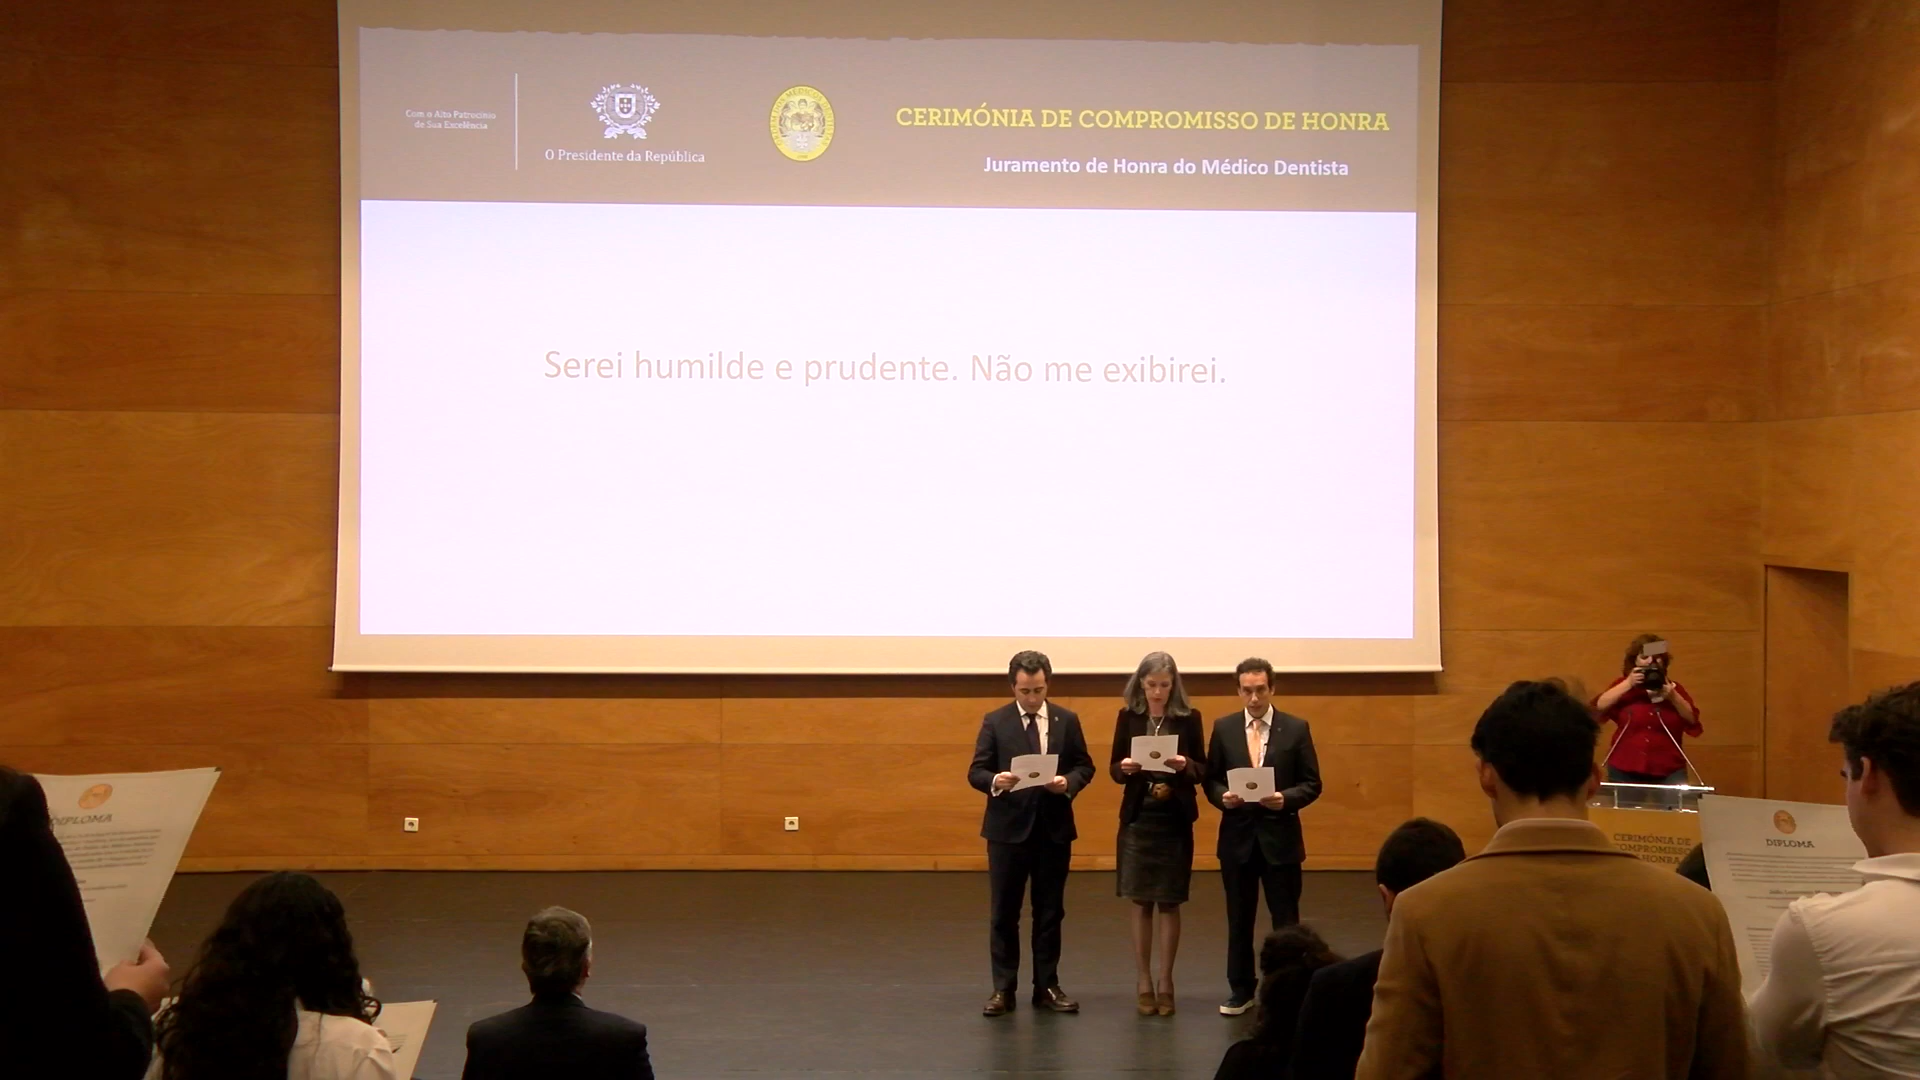 Com o Alto Patrocínio
de Sua Excelência
O Presidente da República
CERIMÓNIA DE COMPROMISSO DE HONRA
Juramento de Honra do Médico Dentista
Serei humilde e prudente. Não me exibirei.
DIPLOMA
CERIMÓNIA DE
COMPROMISSO
HONRA
DIPLOMA